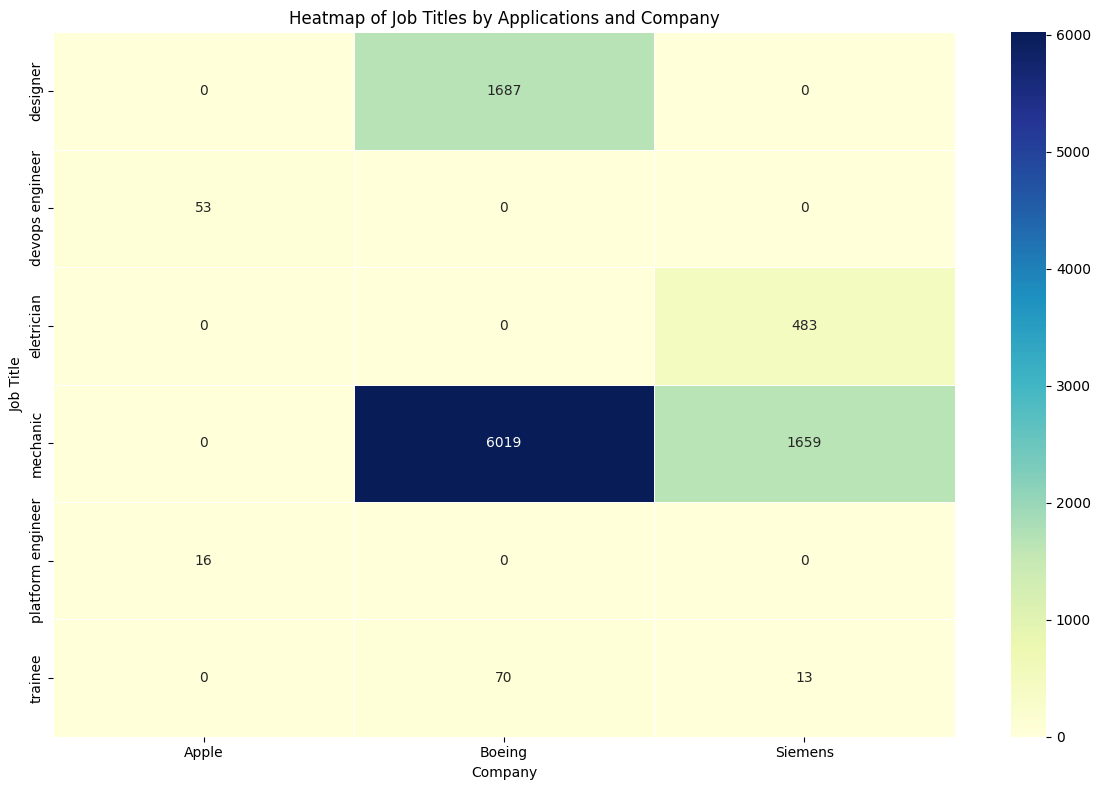 Heatmap of Job Titles by Applications and Company
Job Title
designer
0 1687 0
devops engineer
53 0 0
eletrician
0 0 483
mechanic
0 6019 1659
platform engineer
16 0 0
trainee
0 70 13
Apple Boeing Siemens
Company
6000
5000
4000
3000
2000
1000
0